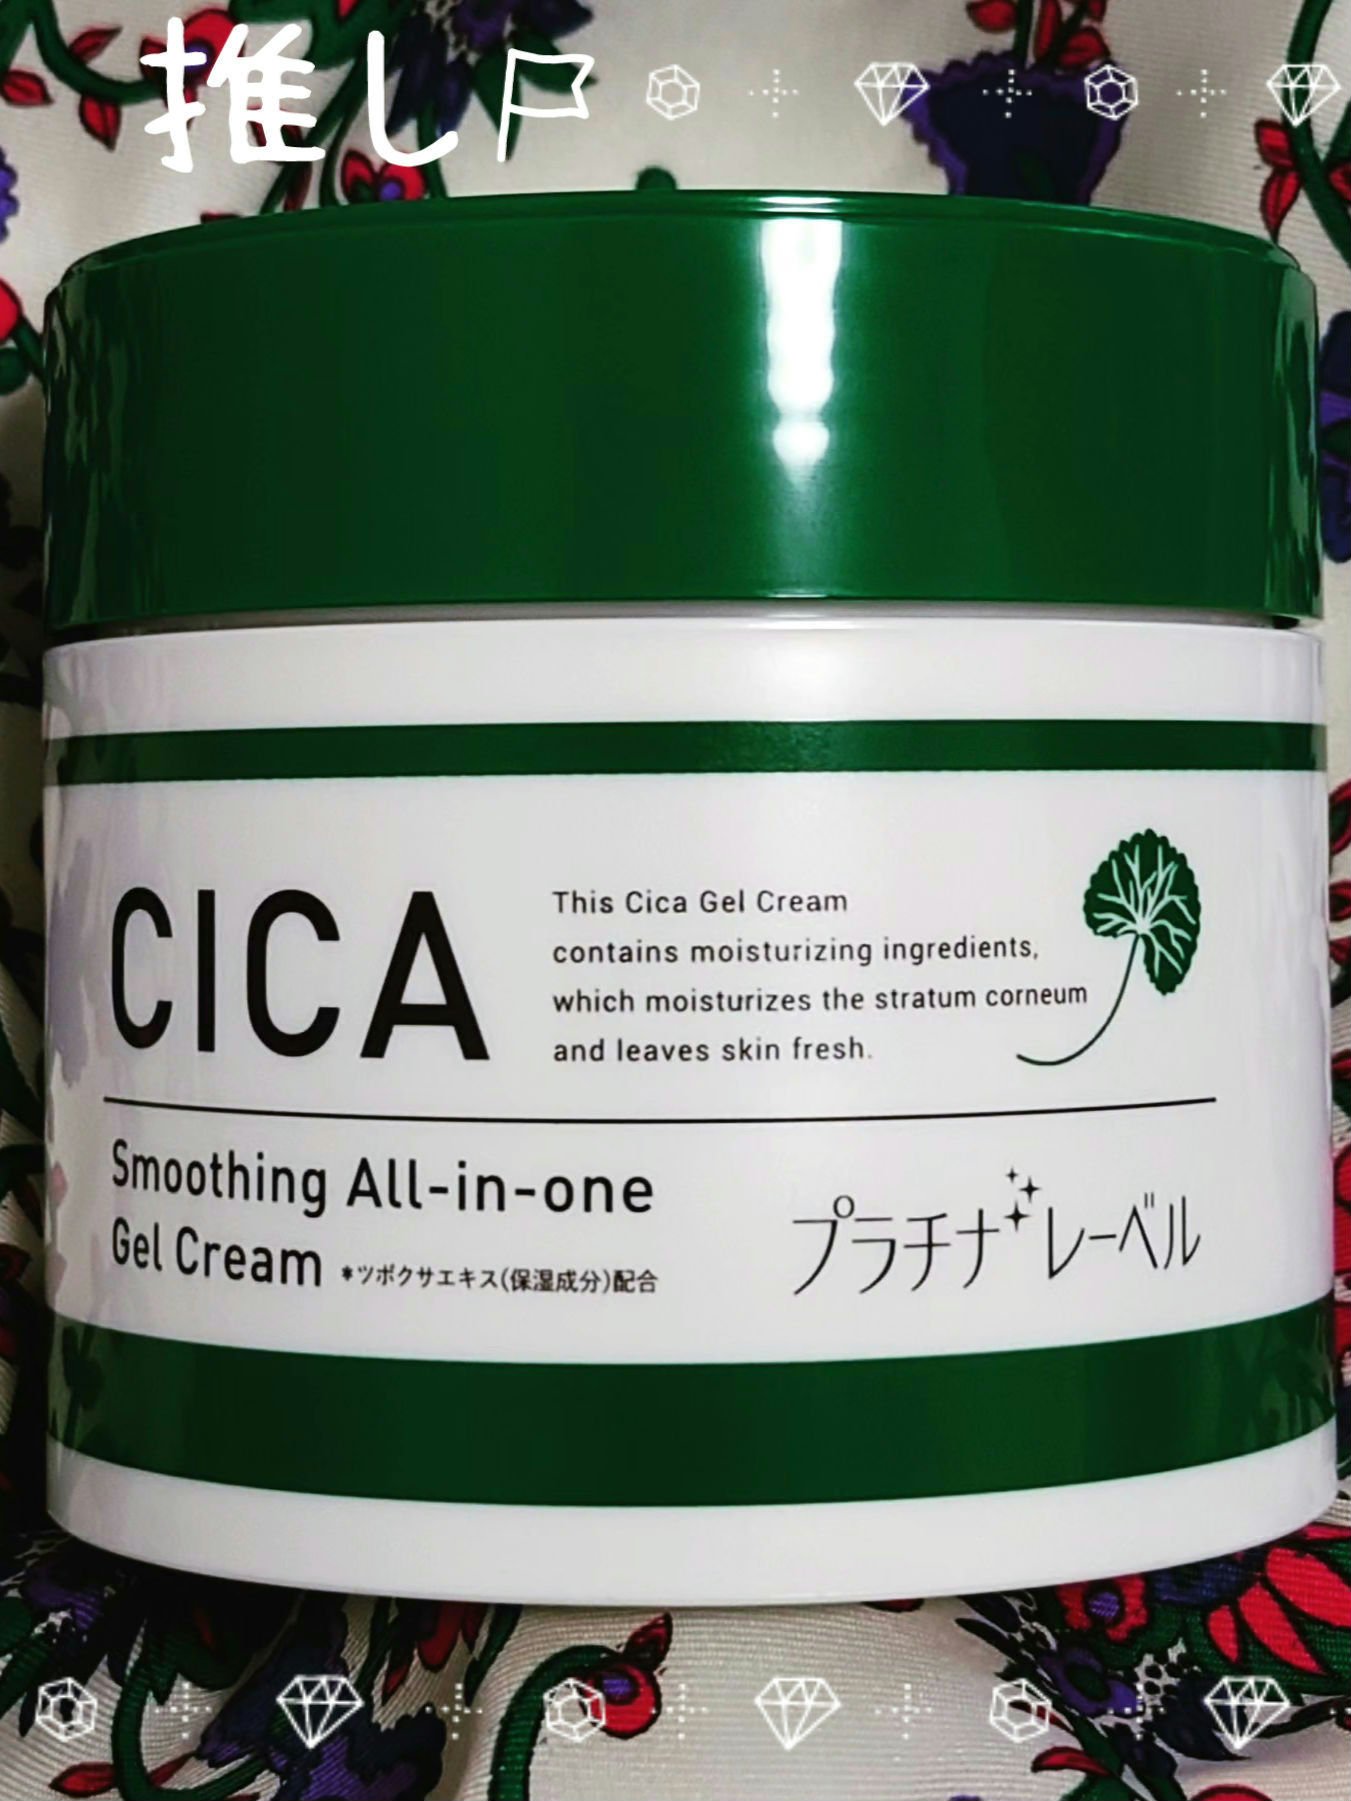 推し
CICA
This Cica Gel Cream
contains moisturizing ingredients,
which moisturizes the stratum corneum
and leaves skin fresh.
Smoothing All-in-one
Gel Cream *ツボクサエキス(保湿成分)配合
プラチナレーベル